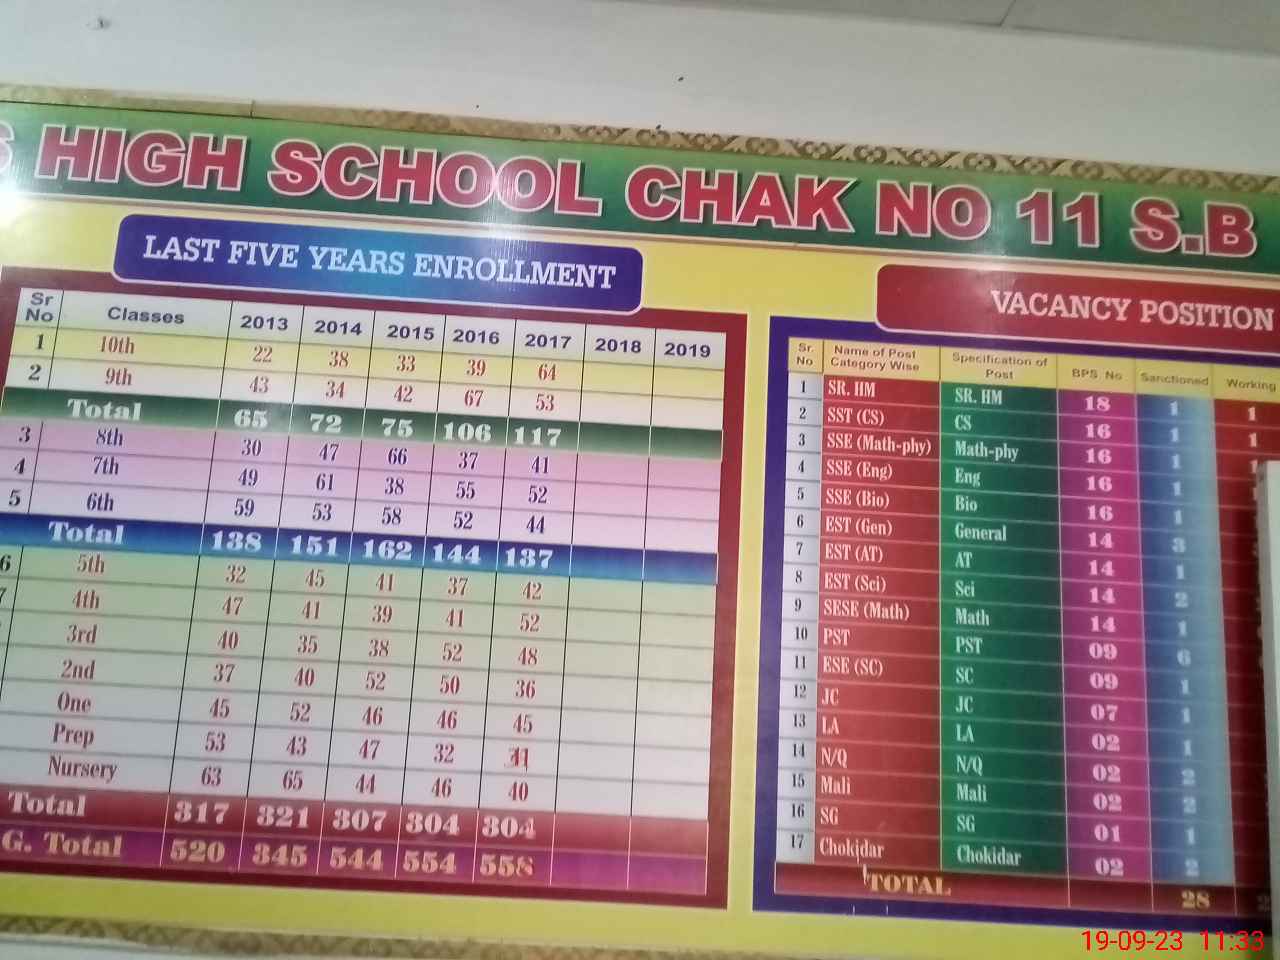 HIGH SCHOOL CHAK NO 11 S.B
LAST FIVE YEARS ENROLLMENT
Sr No Classes 2013 2014 2015 2016 2017 2018 2019
1 10th 22 38 33 39 64
2 9th 43 34 42 67 53
Total 65 72 75 106 117
3 8th 30 47 66 37 41
4 7th 49 61 38 55 52
5 6th 59 53 58 52 44
Total 138 151 162 144 137
6 5th 32 45 41 37 42
7 4th 47 41 39 41 52
3rd 40 35 38 52 48
2nd 37 40 52 50 36
One 45 52 46 46 45
Prep 53 43 47 32
Nursery 63 65 44 46 40
Total 317 321 307 304 304
G. Total 520 345 544 554 558
VACANCY POSITION
Sr. No Name of Post Category Wise Specification of Post BPS. No Sanctioned Working
1 SR. HM SR. HM 18 1 1
2 SST (CS) CS 16 1 1
3 SSE (Math-phy) Math-phy 16 1
4 SSE (Eng) Eng 16 1
5 SSE (Bio) Bio 16 1
6 EST (Gen) General 14 3
7 EST (AT) AT 14 1
8 EST (Sci) Sci 14 2
9 SESE (Math) Math 14 1
10 PST PST 09 6
11 ESE (SC) SC 09 1
12 JC JC 07 1
13 LA LA 02 1
14 N/Q N/Q 02 2
15 Mali Mali 02 2
16 SG SG 01 1
17 Chokidar Chokidar 02 2
TOTAL 28
19-09-23 11:33